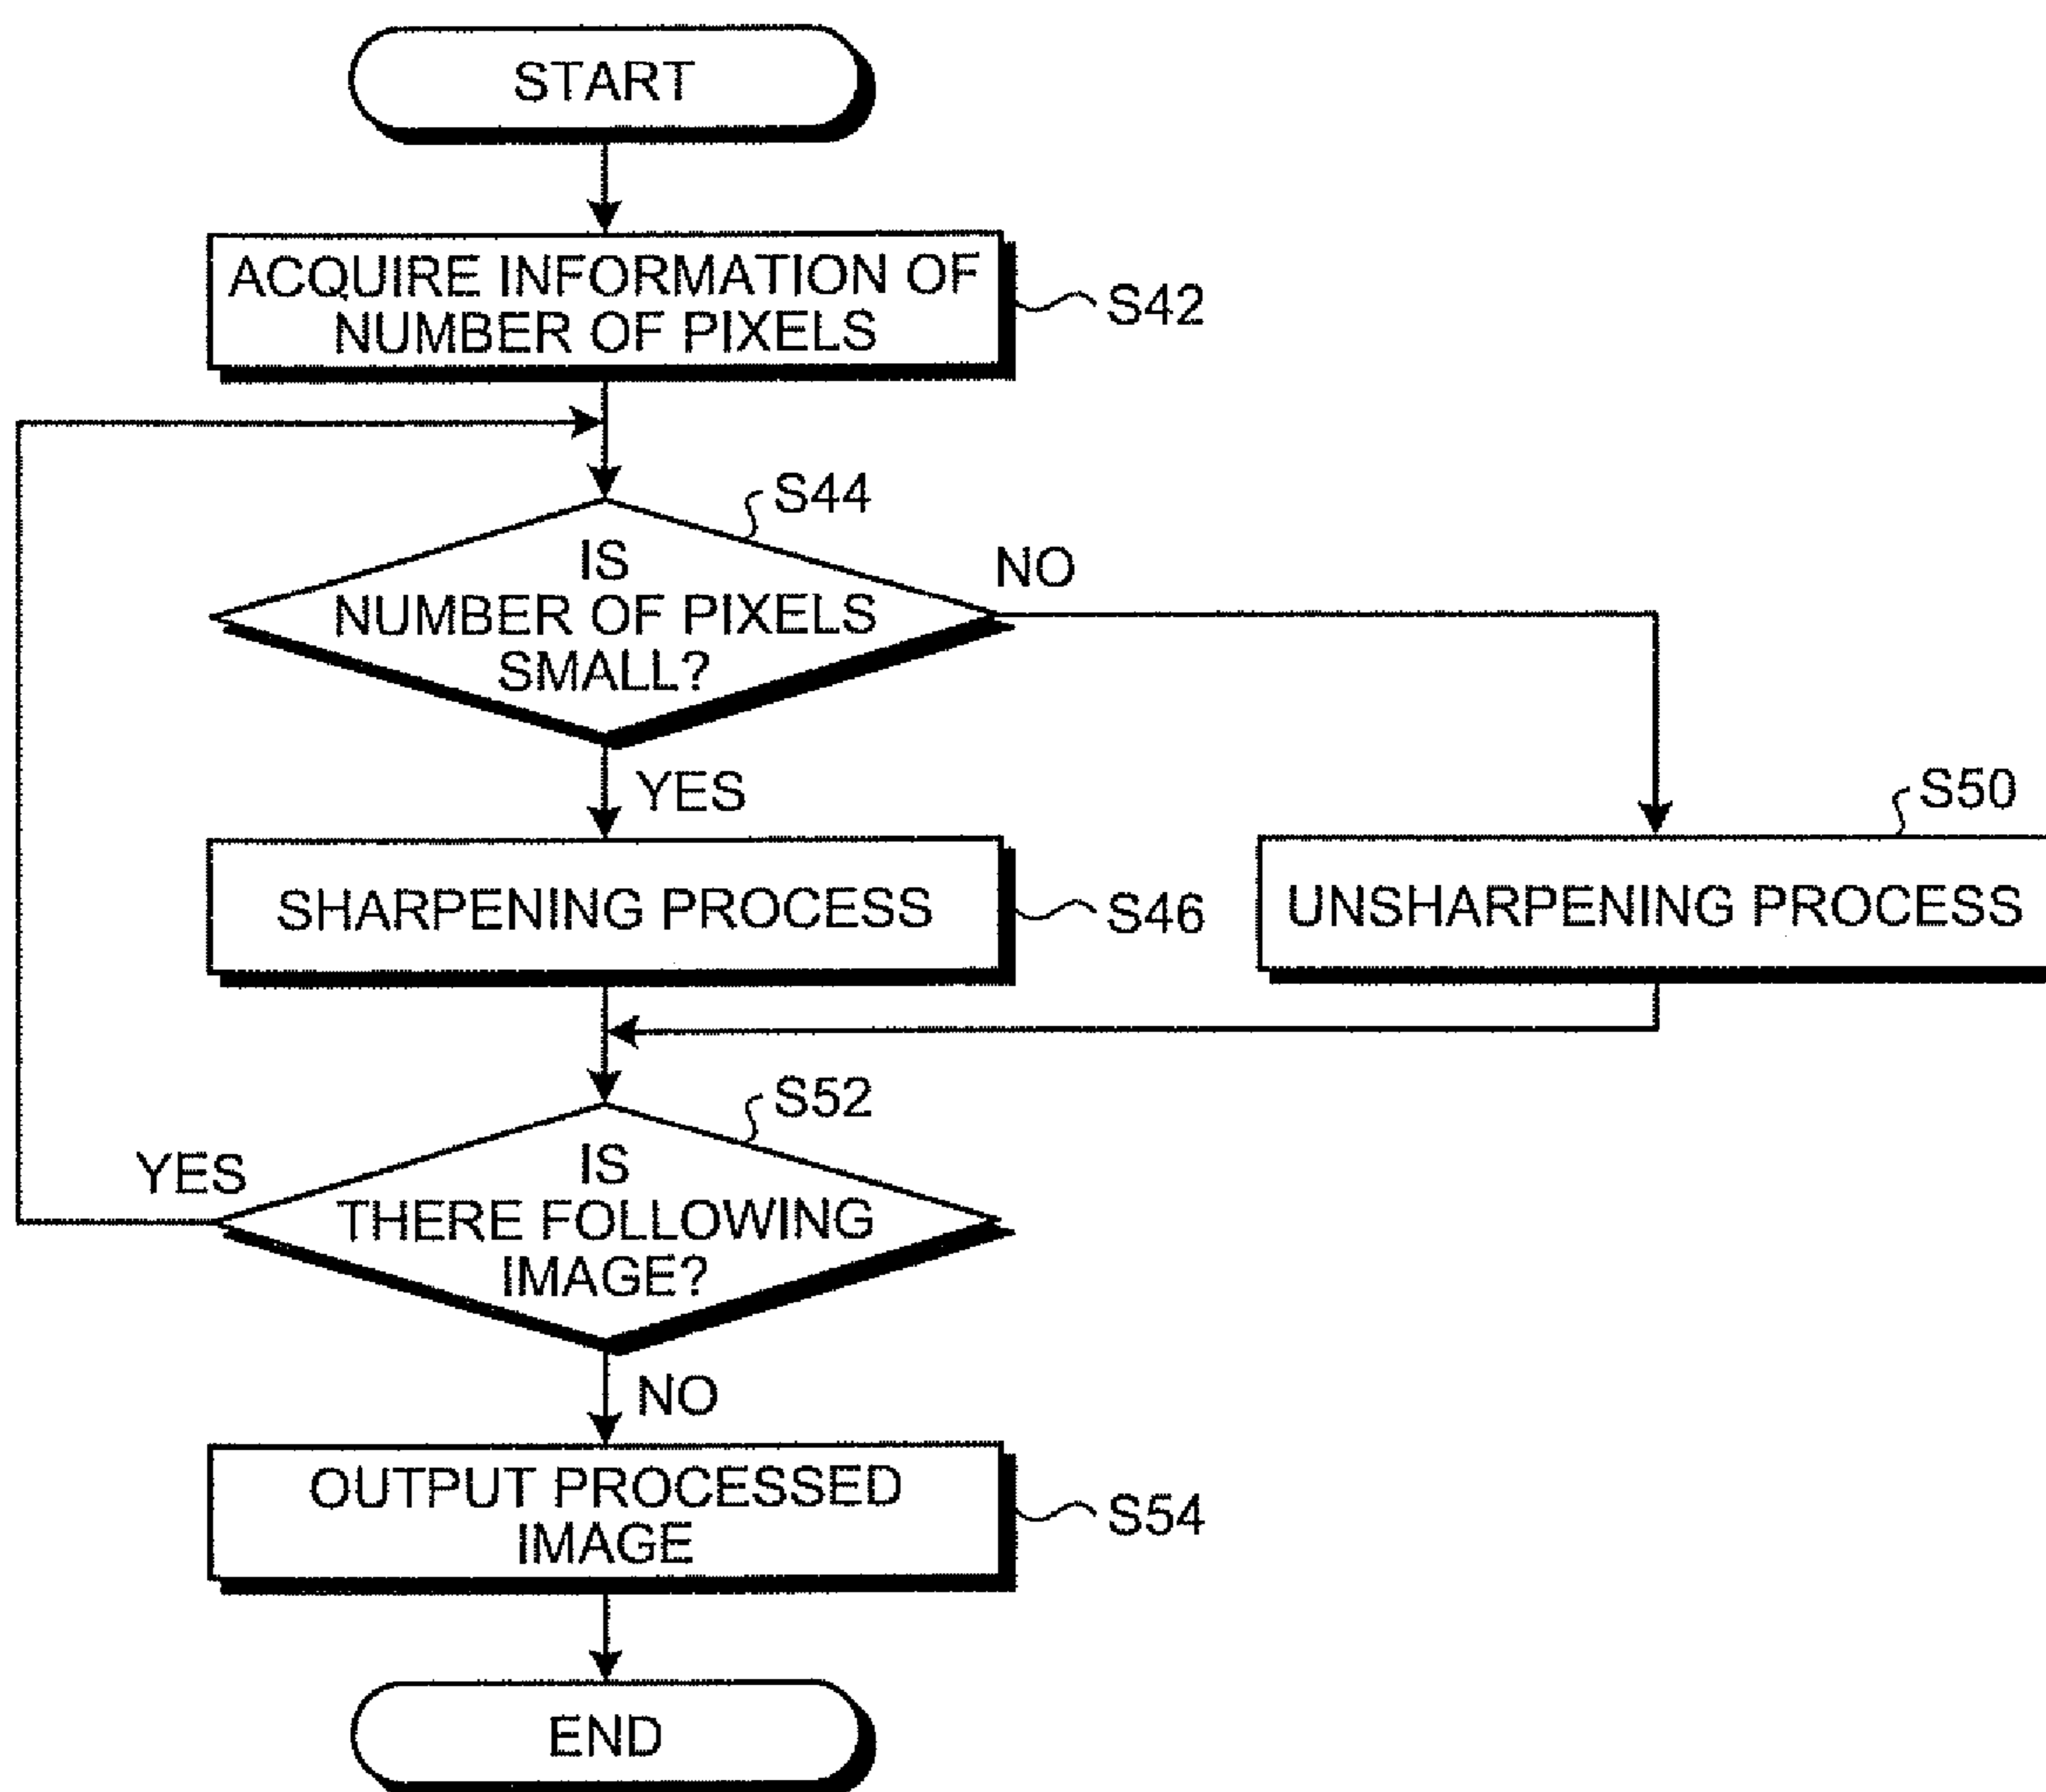 START
ACQUIRE INFORMATION OF
NUMBER OF PIXELS
S42
S44
IS
NUMBER OF PIXELS
SMALL?
NO
YES
SHARPENING PROCESS
S46
S50
UNSHARPENING PROCESS
S52
IS
THERE FOLLOWING
IMAGE?
YES
NO
OUTPUT PROCESSED
IMAGE
S54
END